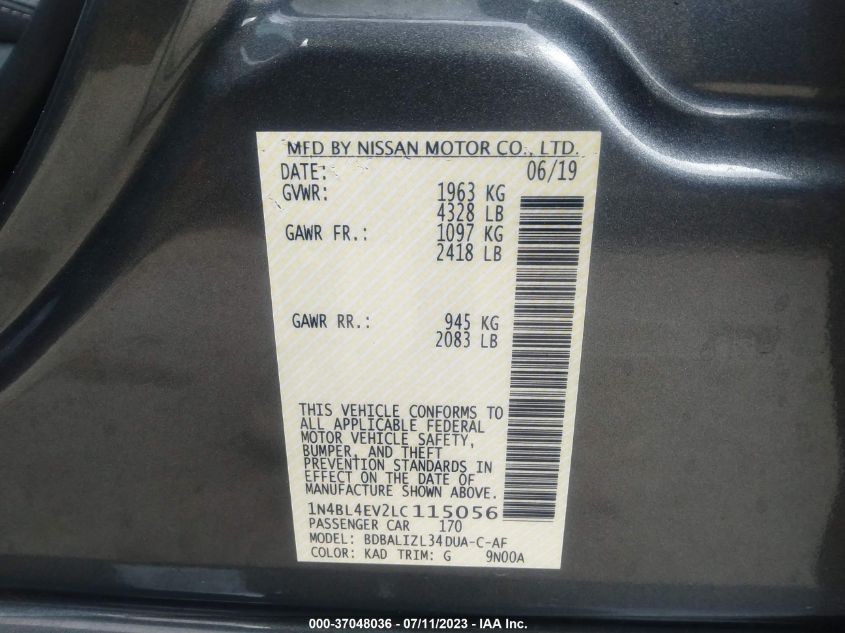 MFD BY NISSAN MOTOR CO., LTD.
DATE: 06/19
GVWR: 1963 KG
4328 LB
GAWR FR.: 1097 KG
2418 LB
GAWR RR.: 945 KG
2083 LB
THIS VEHICLE CONFORMS TO
ALL APPLICABLE FEDERAL
MOTOR VEHICLE SAFETY,
BUMPER, AND THEFT
PREVENTION STANDARDS IN
EFFECT ON THE DATE OF
MANUFACTURE SHOWN ABOVE.
1N4BL4EV2LC115056
PASSENGER CAR 170
MODEL: BDBALIZL34DUA-C-AF
COLOR: KAD TRIM: G 9N00A
000-37048036 - 07/11/2023 - IAA Inc.